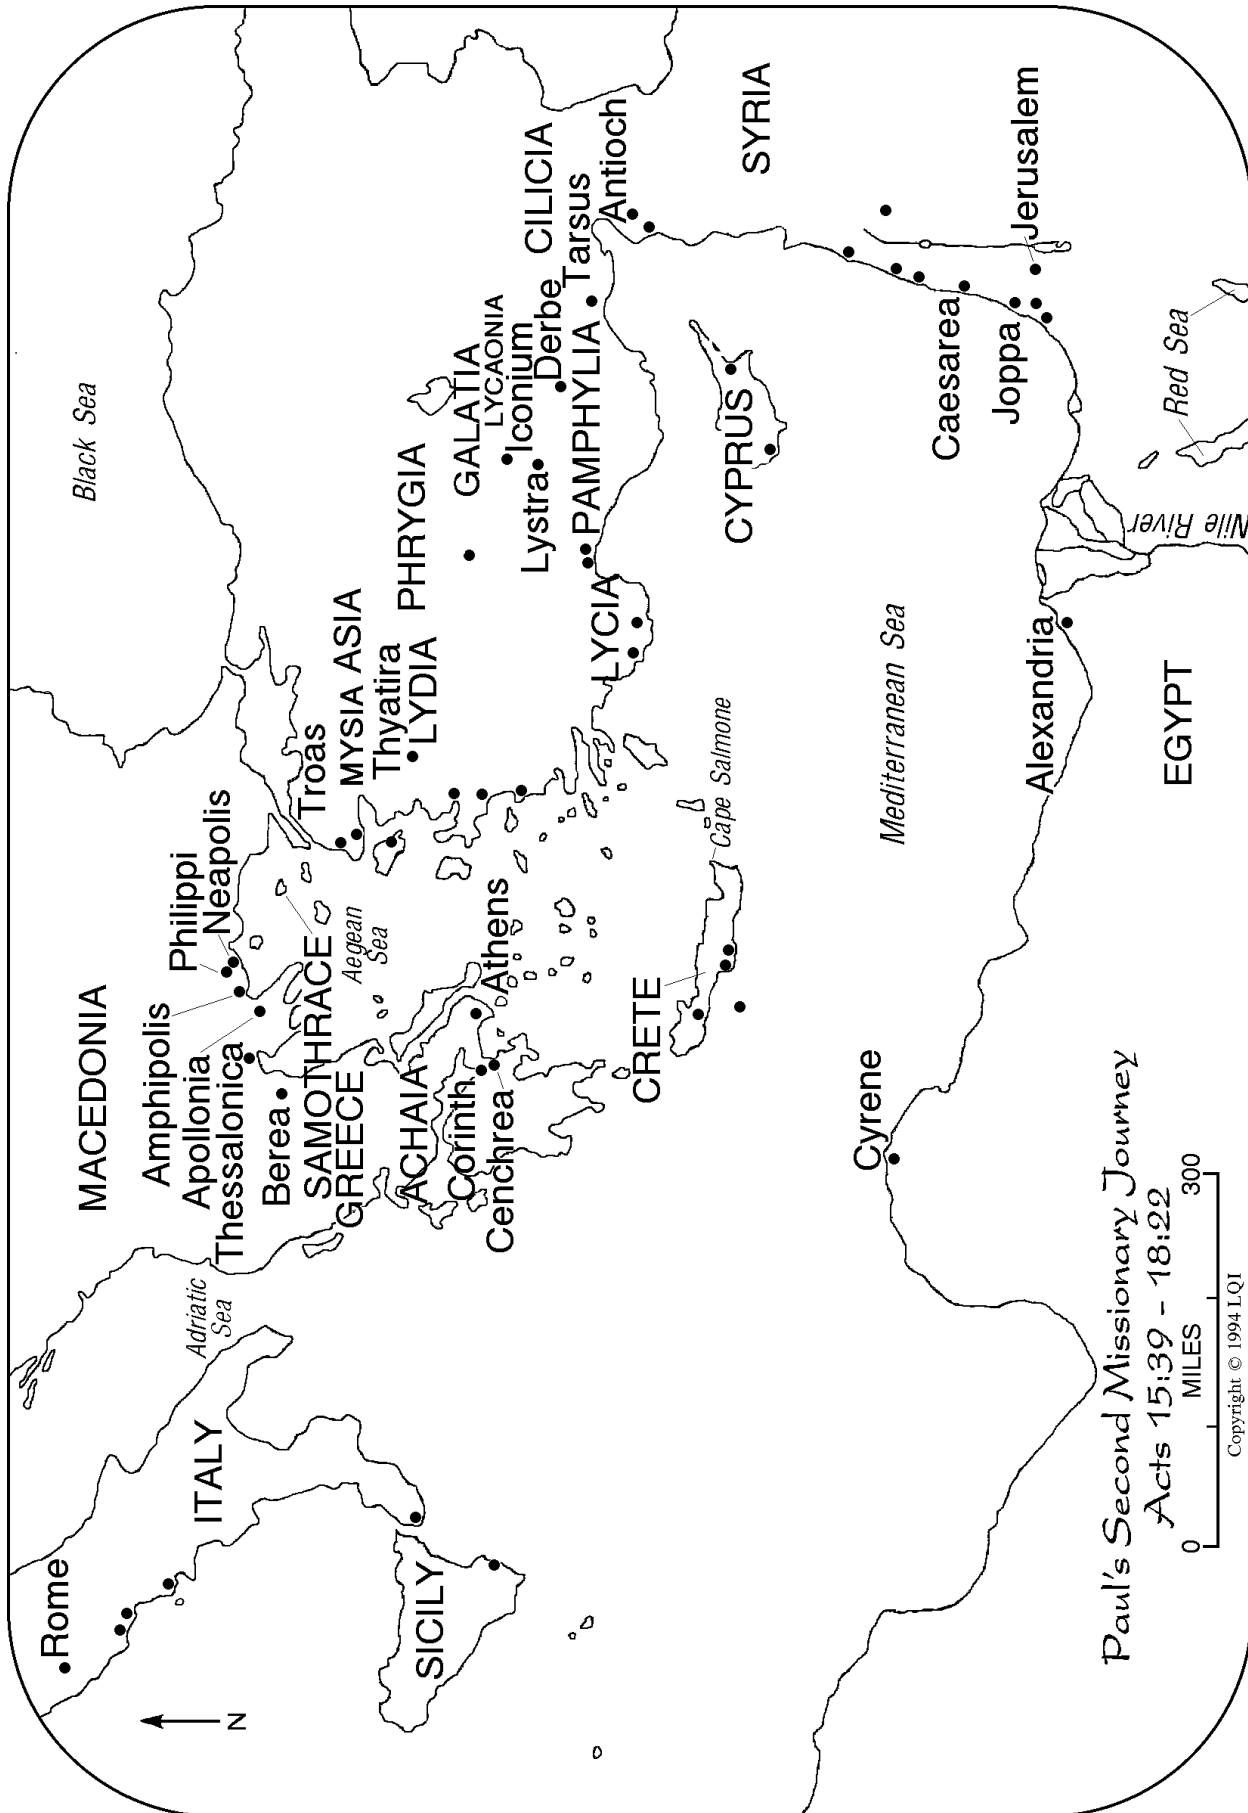 Black Sea
MACEDONIA
Philippi
Neapolis
Amphipolis
Apollonia
Thessalonica
Berea
SAMOTHRACE
GREECE
Aegean
Sea
ACHAIA
Corinth
Cenchrea
Athens
Troas
MYSIA
ASIA
Thyatira
LYDIA
PHRYGIA
GALATIA
LYCAONIA
Iconium
Lystra
Derbe
CILICIA
Tarsus
Antioch
PAMPHYLIA
LYCIA
SYRIA
Rome
ITALY
Adriatic
Sea
SICILY
CRETE
Cape Salmone
CYPRUS
Mediterranean Sea
Caesarea
Joppa
Jerusalem
Red Sea
Nile River
Alexandria
EGYPT
Cyrene
N
Paul's Second Missionary Journey
Acts 15:39 - 18:22
0 MILES 300
Copyright © 1994 LQI